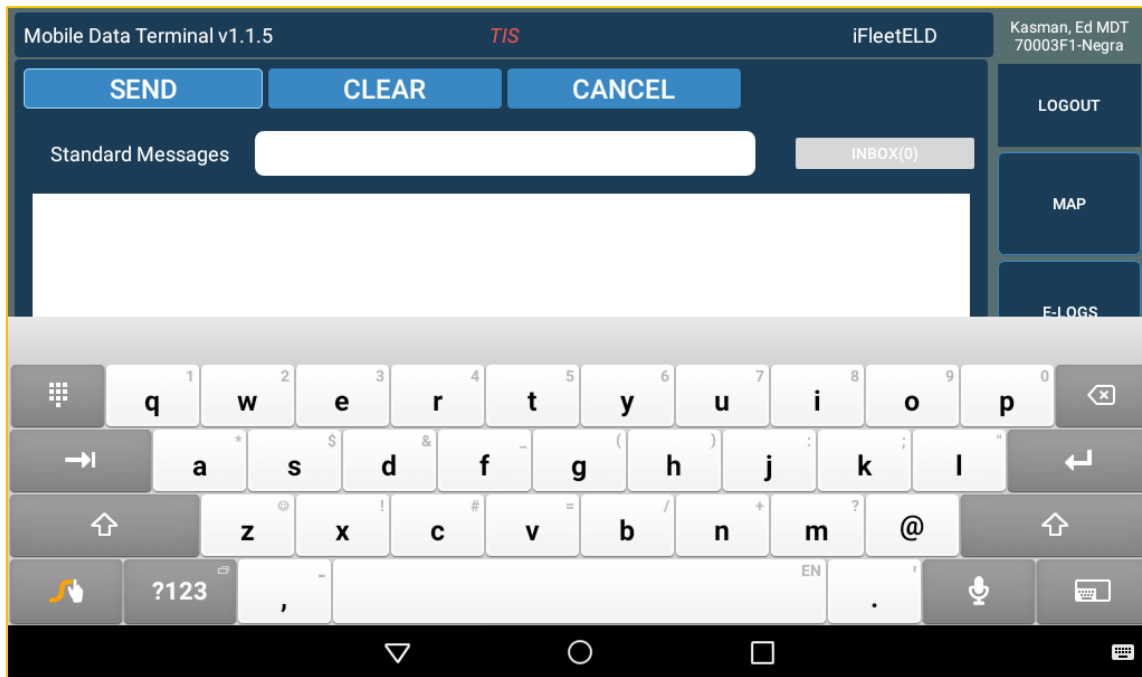 Mobile Data Terminal v1.1.5 TIS iFleetELD
Kasman, Ed MDT
70003F1-Negra
SEND CLEAR CANCEL
LOGOUT
Standard Messages INBOX(0)
MAP
E-LOGS
1 2 3 4 5 6 7 8 9 0
q w e r t y u i o p
* $ & _ ( ) : ; "
a s d f g h j k l
! # = / + ?
z x c v b n m @
- EN '
?123 , .